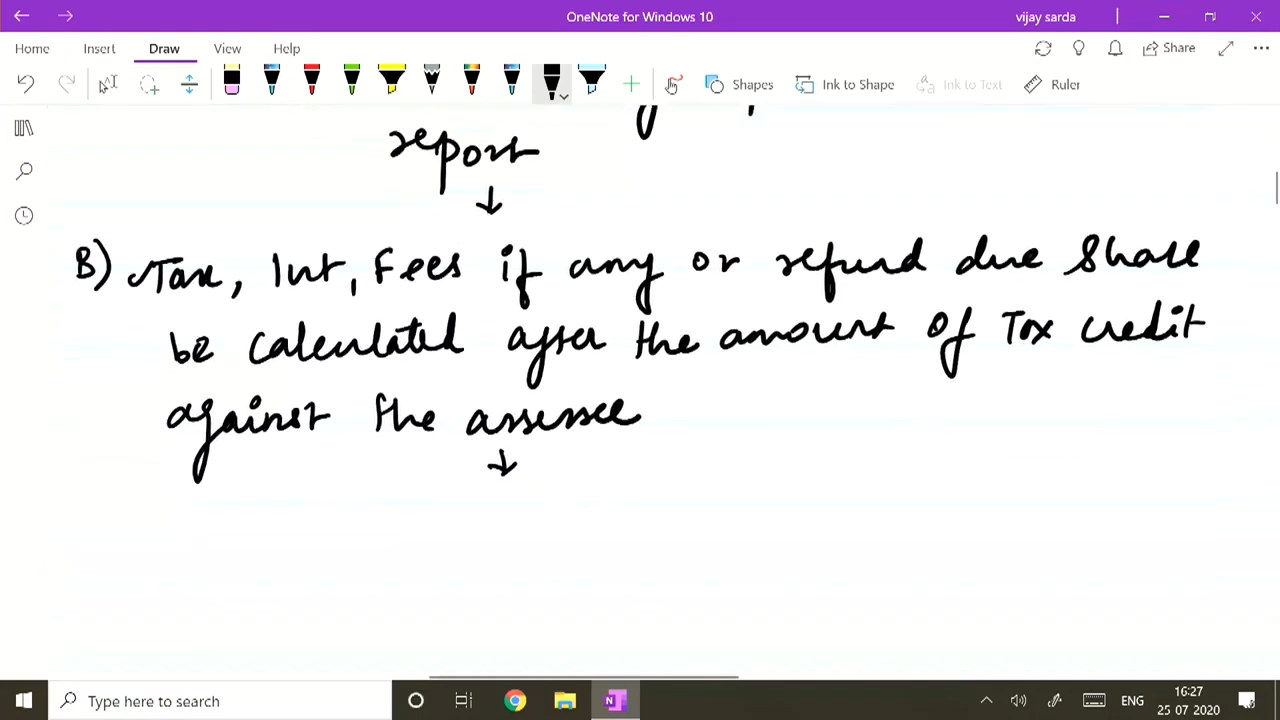 OneNote for Windows 10
vijay sarda
Home Insert Draw View Help
Share
Shapes Ink to Shape Ink to Text Ruler
report
B) Tax, Int, Fees if any or refund due Shall
be calculated after the amount of Tax credit
against the assessee
Type here to search
N
ENG
16:27
25-07-2020